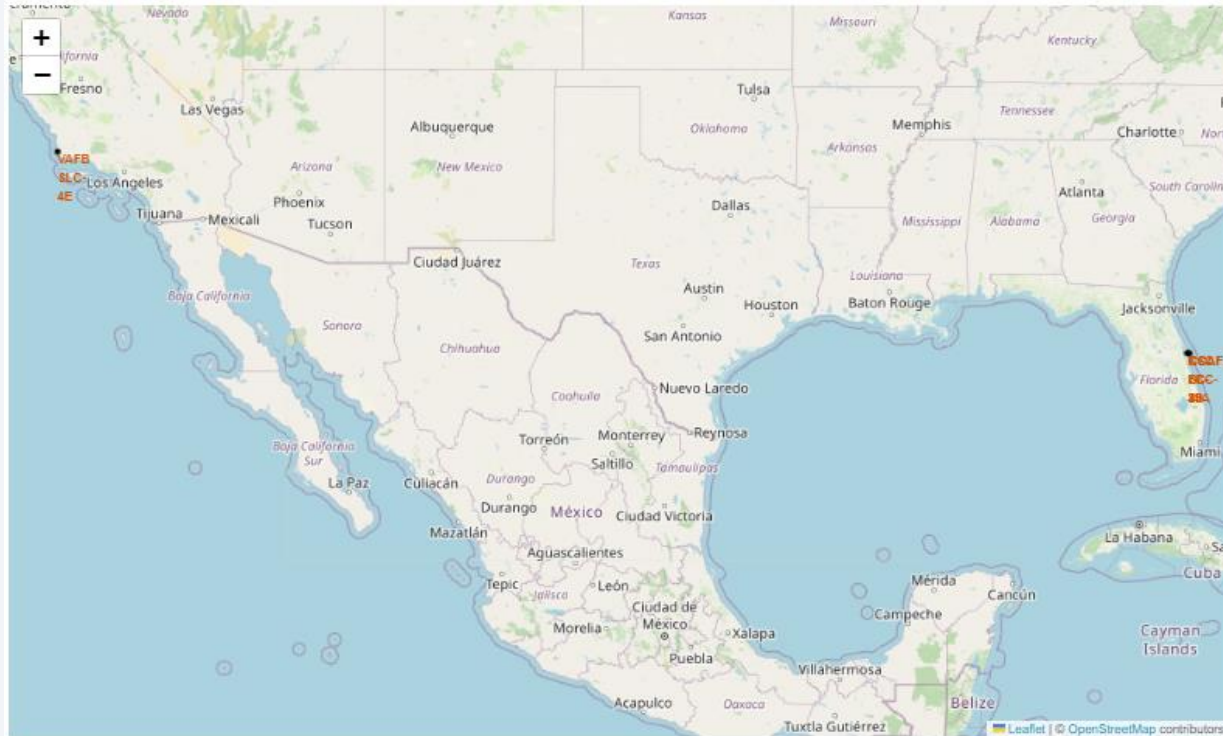 Nevada
Kansas
Missouri
Kentucky
+
−
Fresno
Las Vegas
Tulsa
Albuquerque
Oklahoma
Memphis
Tennessee
Charlotte
Arkansas
VAFB
SLC-
4E
Los Angeles
Arizona
New Mexico
Atlanta
South Carolin
Phoenix
Dallas
Tijuana
Mexicali
Tucson
Mississippi
Alabama
Georgia
Ciudad Juárez
Texas
Louisiana
Baja California
Austin
Houston
Baton Rouge
Jacksonville
Sonora
San Antonio
Chihuahua
Florida
Nuevo Laredo
Coahuila
Torreón
Monterrey
Reynosa
Baja California
Sur
Saltillo
Tamaulipas
Miami
La Paz
Culiacán
Durango
Durango
México
Ciudad Victoria
Mazatlán
La Habana
Aguascalientes
Cuba
Tepic
León
Mérida
Cancún
Jalisco
Ciudad de
México
Campeche
Morelia
Xalapa
Cayman
Islands
Puebla
Villahermosa
Acapulco
Oaxaca
Belize
Tuxtla Gutiérrez
Leaflet | © OpenStreetMap contributors